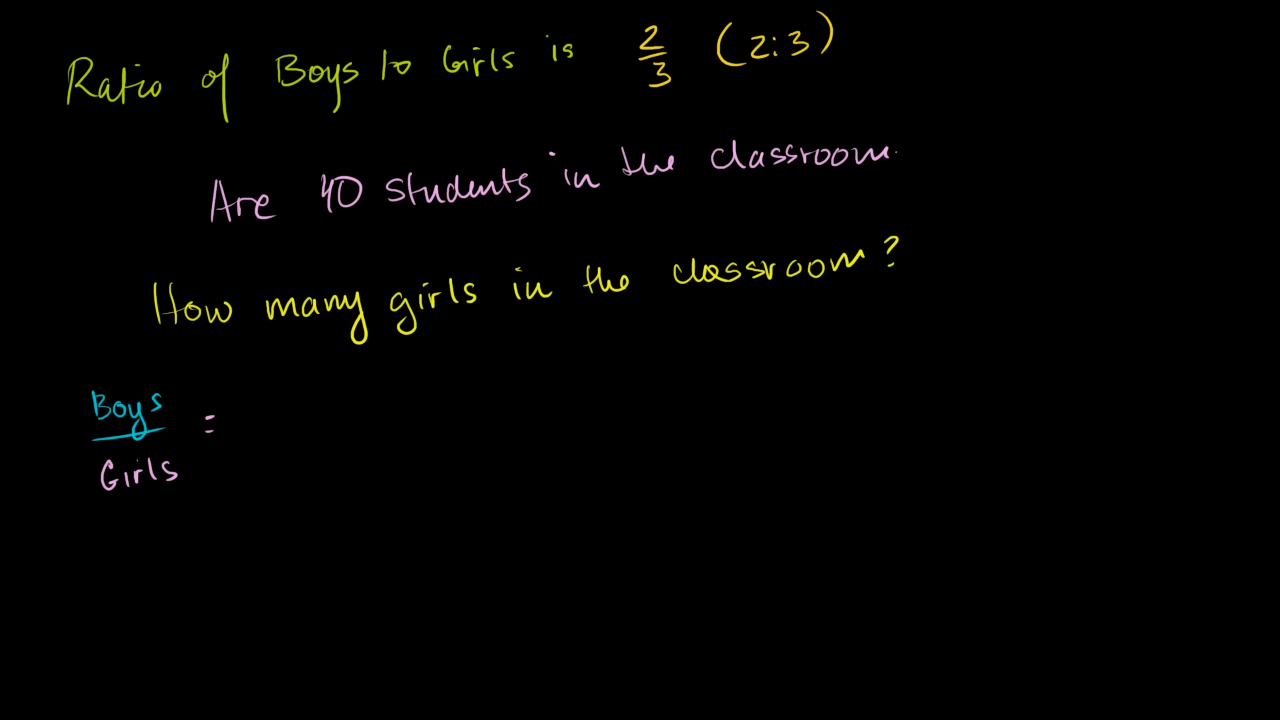 Ratio of Boys to Girls is 2/3 (2:3)
Are 40 students in the classroom.
How many girls in the classroom?
Boys/Girls =